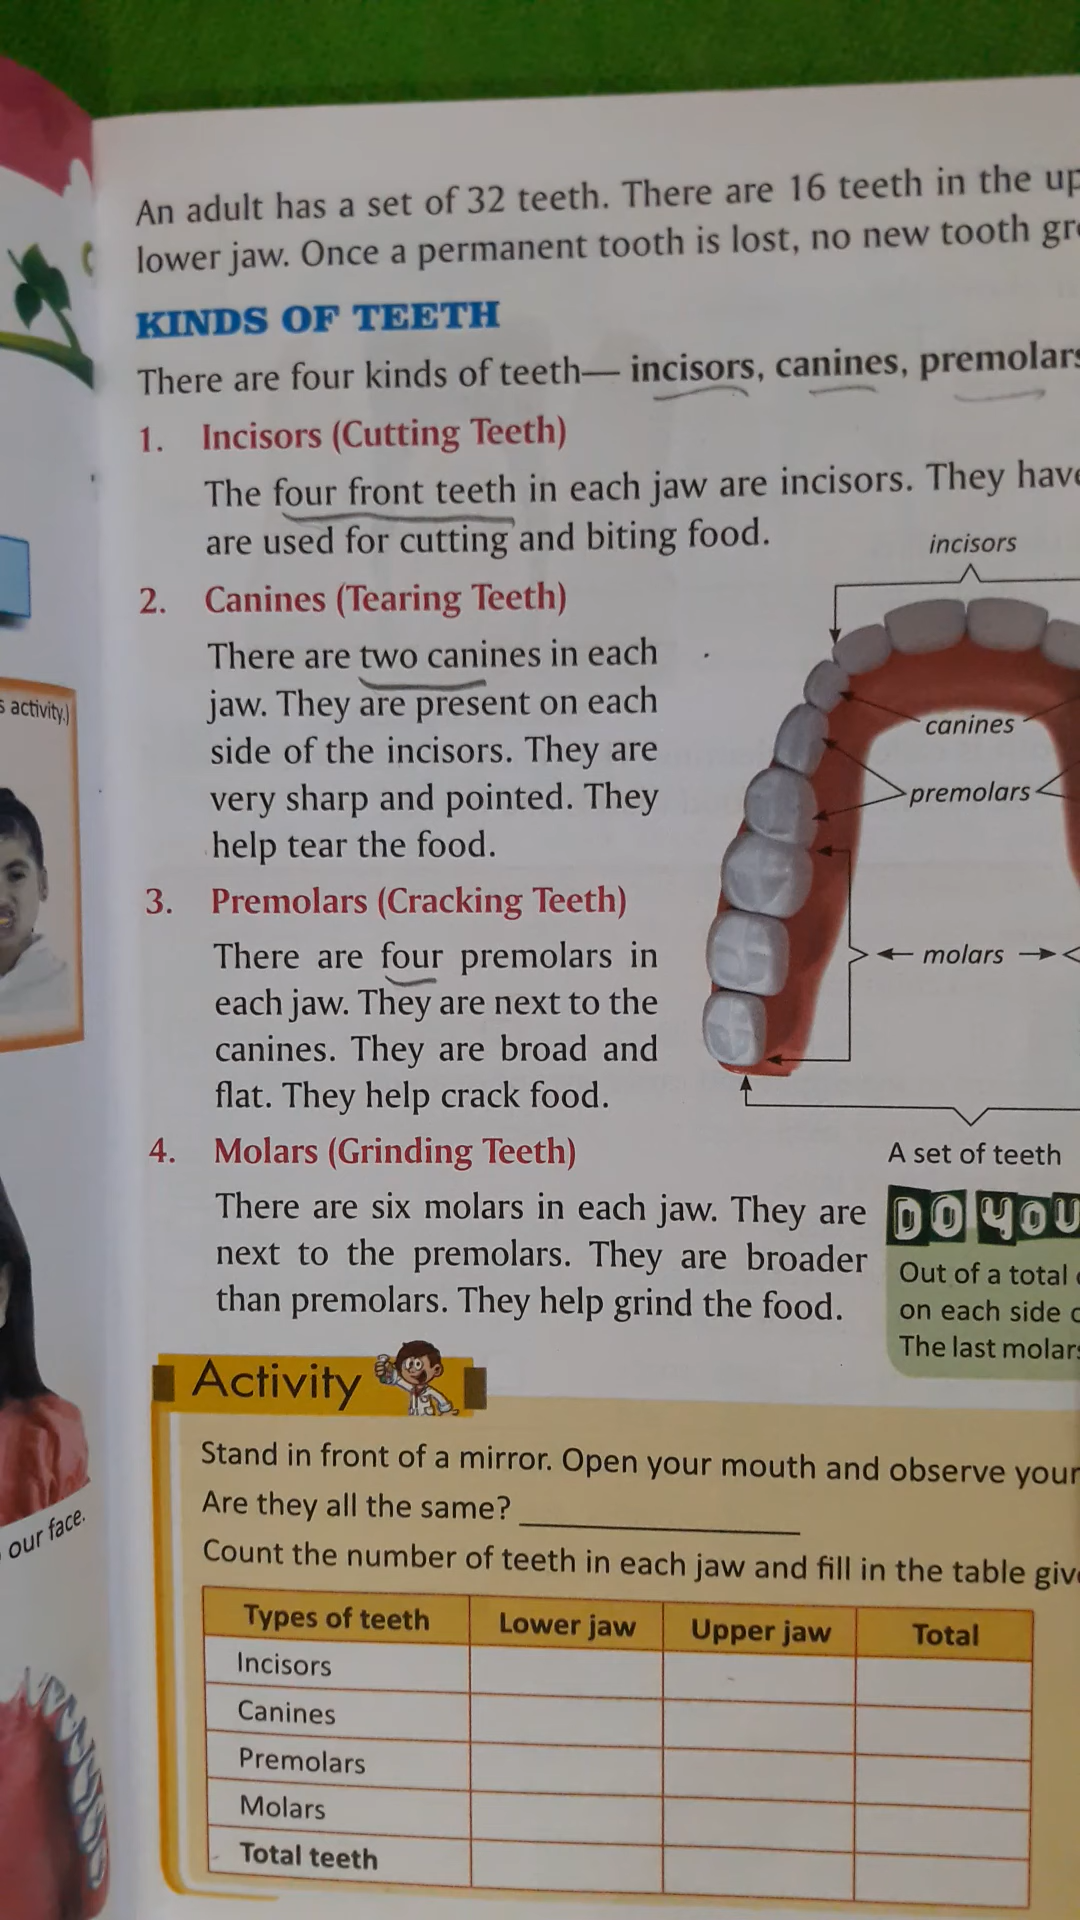 An adult has a set of 32 teeth. There are 16 teeth in the
lower jaw. Once a permanent tooth is lost, no new tooth
KINDS OF TEETH
There are four kinds of teeth— incisors, canines, premolars
1. Incisors (Cutting Teeth)
The four front teeth in each jaw are incisors. They have
are used for cutting and biting food.
incisors
2. Canines (Tearing Teeth)
There are two canines in each
jaw. They are present on each
side of the incisors. They are
very sharp and pointed. They
help tear the food.
canines
premolars
3. Premolars (Cracking Teeth)
There are four premolars in
each jaw. They are next to the
canines. They are broad and
flat. They help crack food.
molars
A set of teeth
4. Molars (Grinding Teeth)
There are six molars in each jaw. They are
next to the premolars. They are broader
than premolars. They help grind the food.
DO YOU
Out of a total
on each side
The last molars
Activity
Stand in front of a mirror. Open your mouth and observe your
Are they all the same?
Count the number of teeth in each jaw and fill in the table
Types of teeth Lower jaw Upper jaw Total
Incisors
Canines
Premolars
Molars
Total teeth
activity.)
our face.